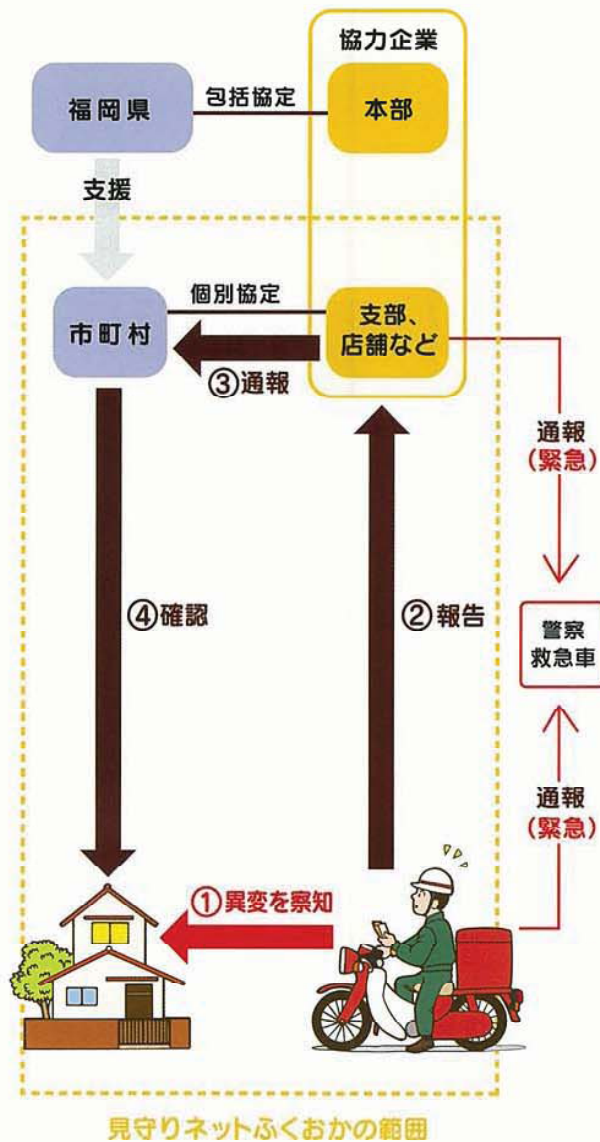 協力企業
福岡県
包括協定
本部
支援
市町村
個別協定
支部、
店舗など
③通報
通報
(緊急)
④確認
②報告
警察
救急車
通報
(緊急)
①異変を察知
見守りネットふくおかの範囲